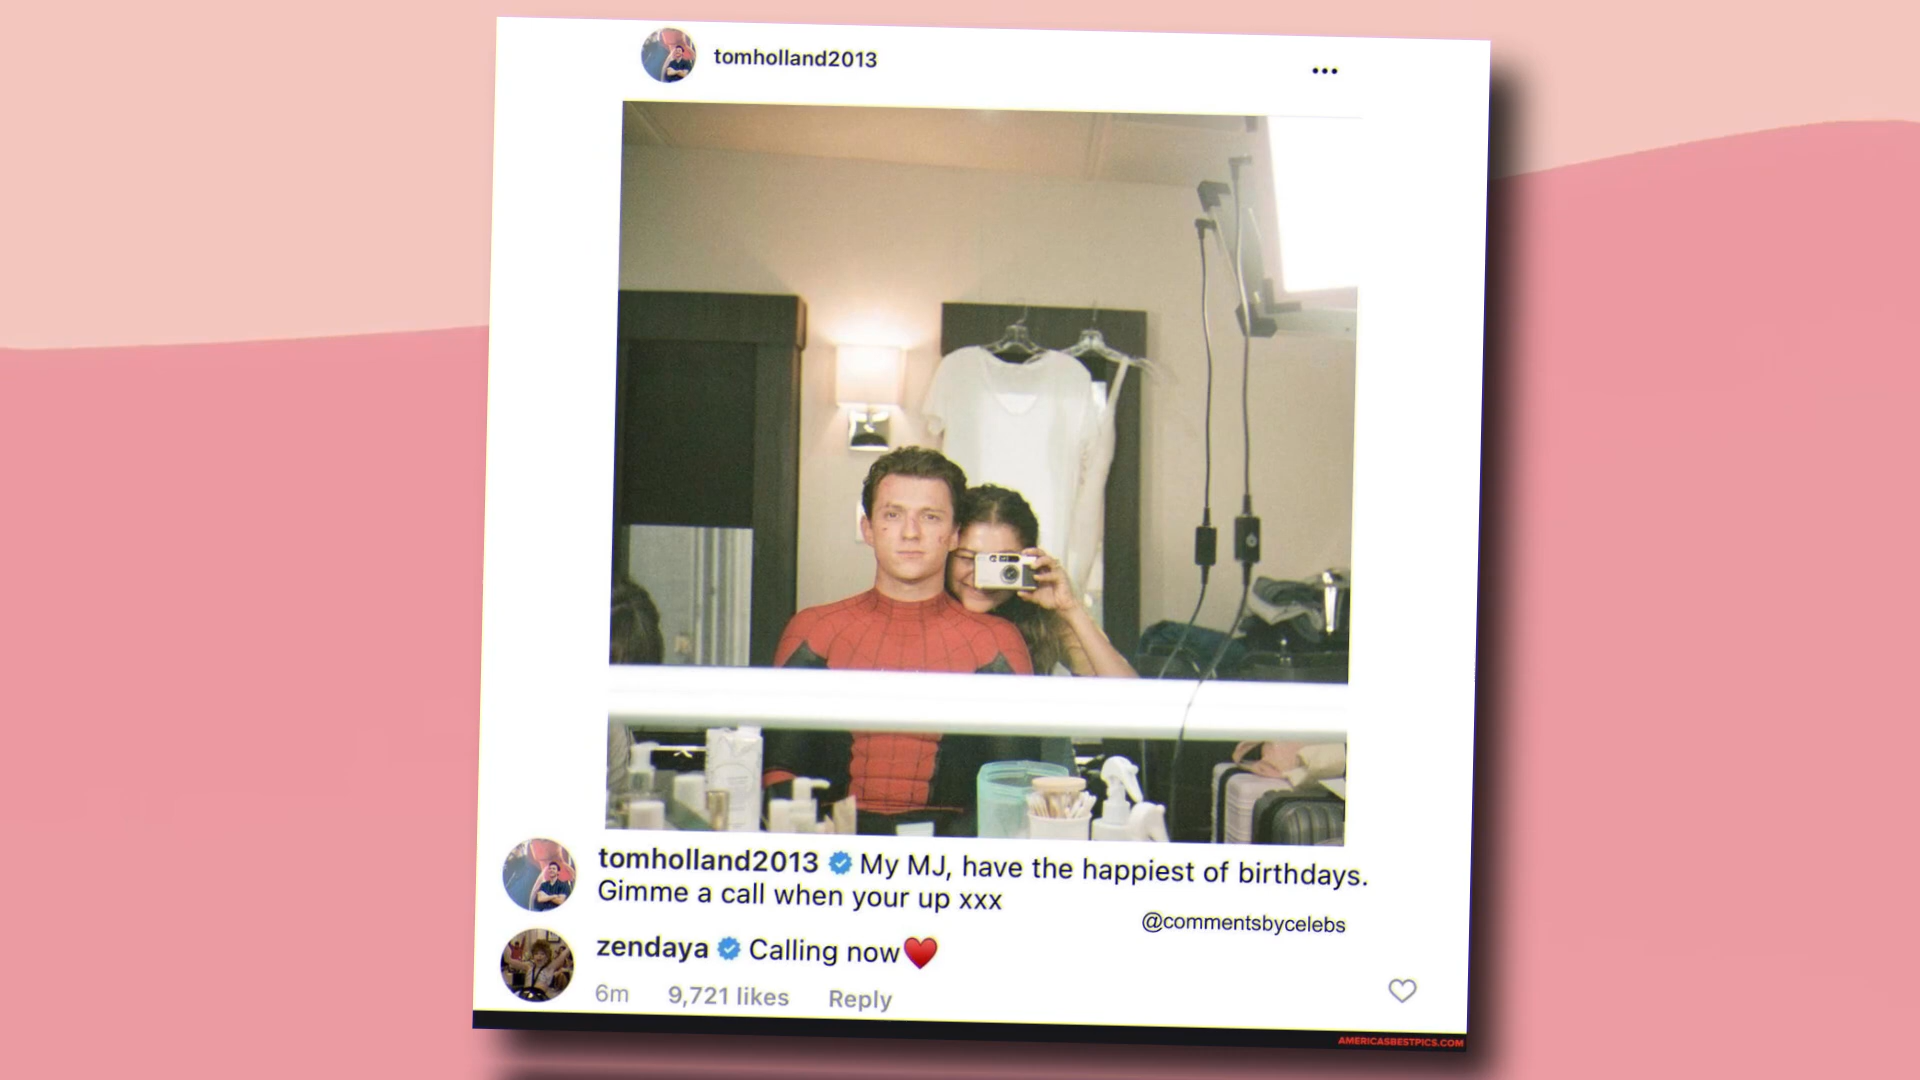 tomholland2013
tomholland2013 My MJ, have the happiest of birthdays.
Gimme a call when your up xxx
@commentsbycelebs
zendaya Calling now❤️
6m 9,721 likes Reply
AMERICASBESTPICS.COM